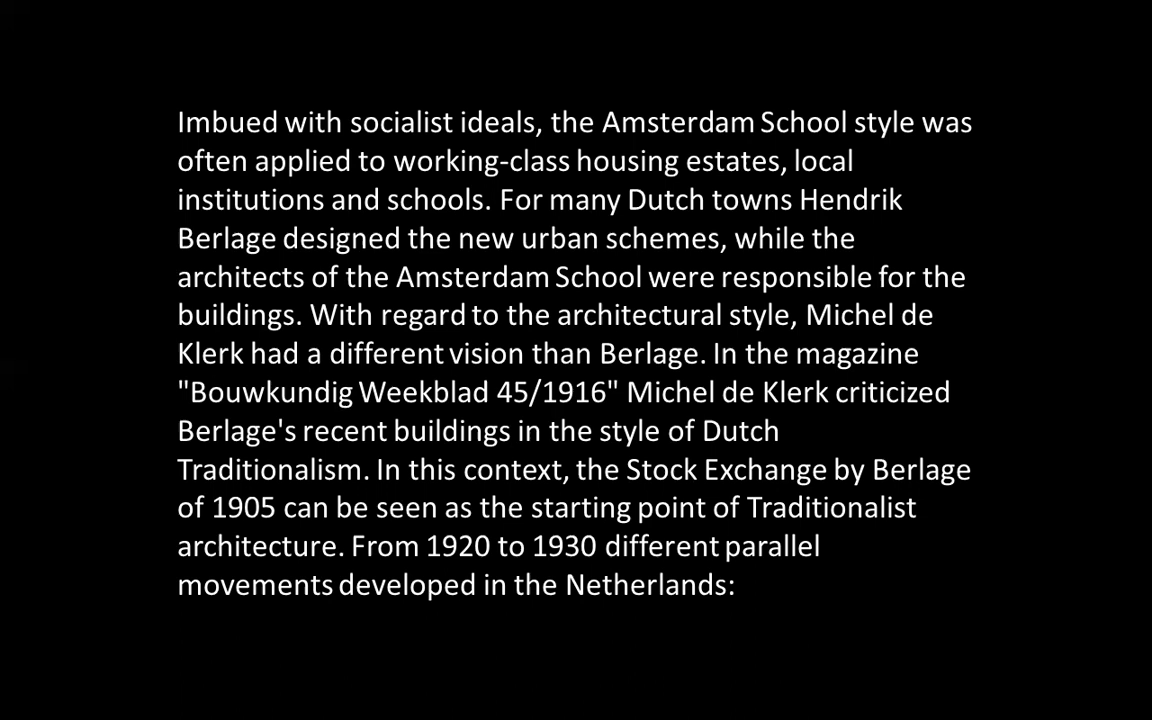 Imbued with socialist ideals, the Amsterdam School style was
often applied to working-class housing estates, local
institutions and schools. For many Dutch towns Hendrik
Berlage designed the new urban schemes, while the
architects of the Amsterdam School were responsible for the
buildings. With regard to the architectural style, Michel de
Klerk had a different vision than Berlage. In the magazine
"Bouwkundig Weekblad 45/1916" Michel de Klerk criticized
Berlage's recent buildings in the style of Dutch
Traditionalism. In this context, the Stock Exchange by Berlage
of 1905 can be seen as the starting point of Traditionalist
architecture. From 1920 to 1930 different parallel
movements developed in the Netherlands: